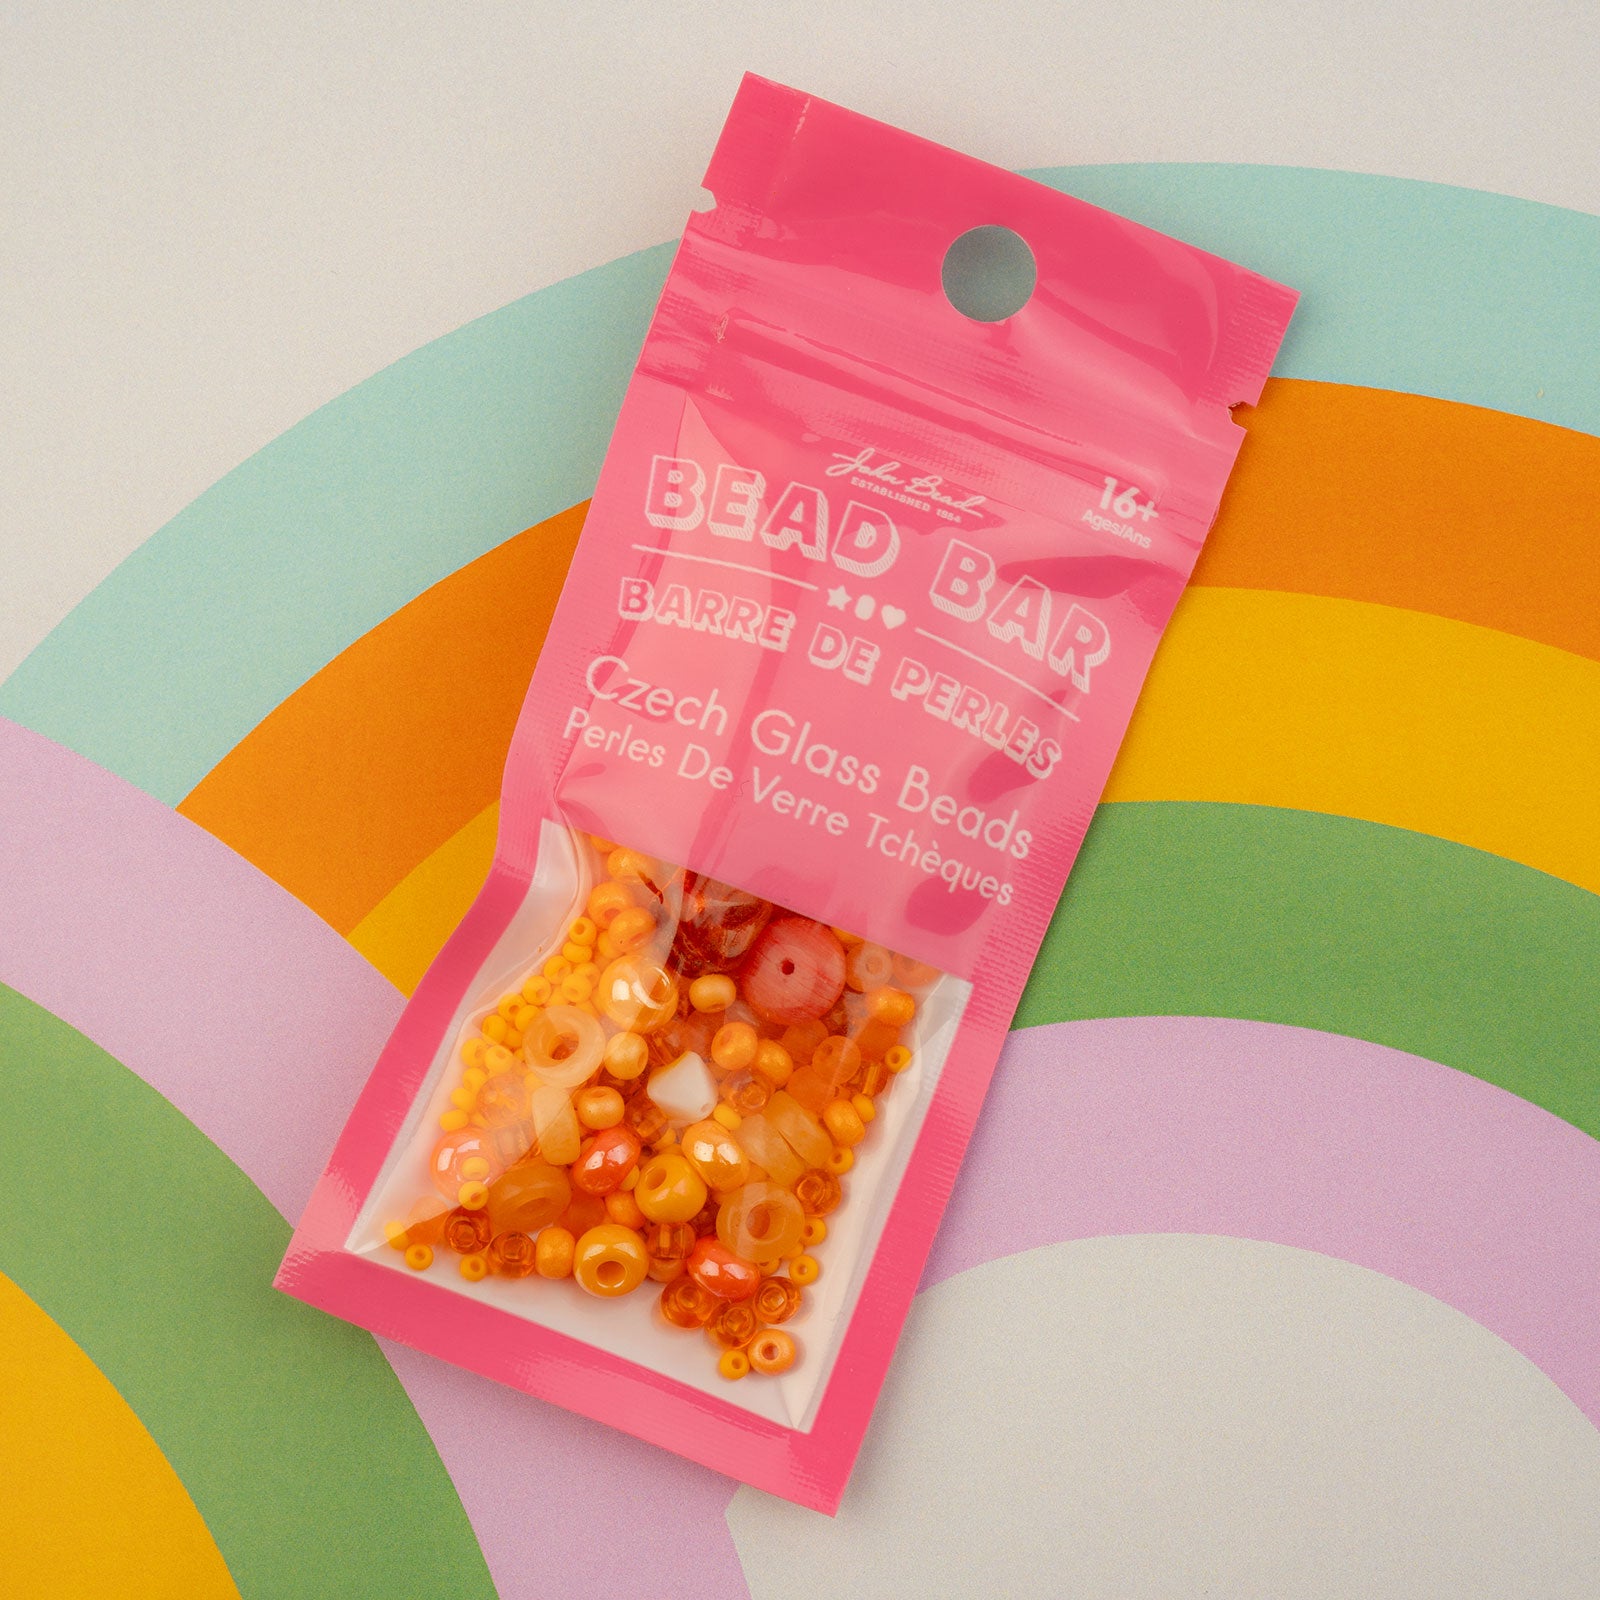 John Bead
ESTABLISHED 1954
16+
Ages/Ans
BEAD BAR
BARRE DE PERLES
Czech Glass Beads
Perles De Verre Tchèques